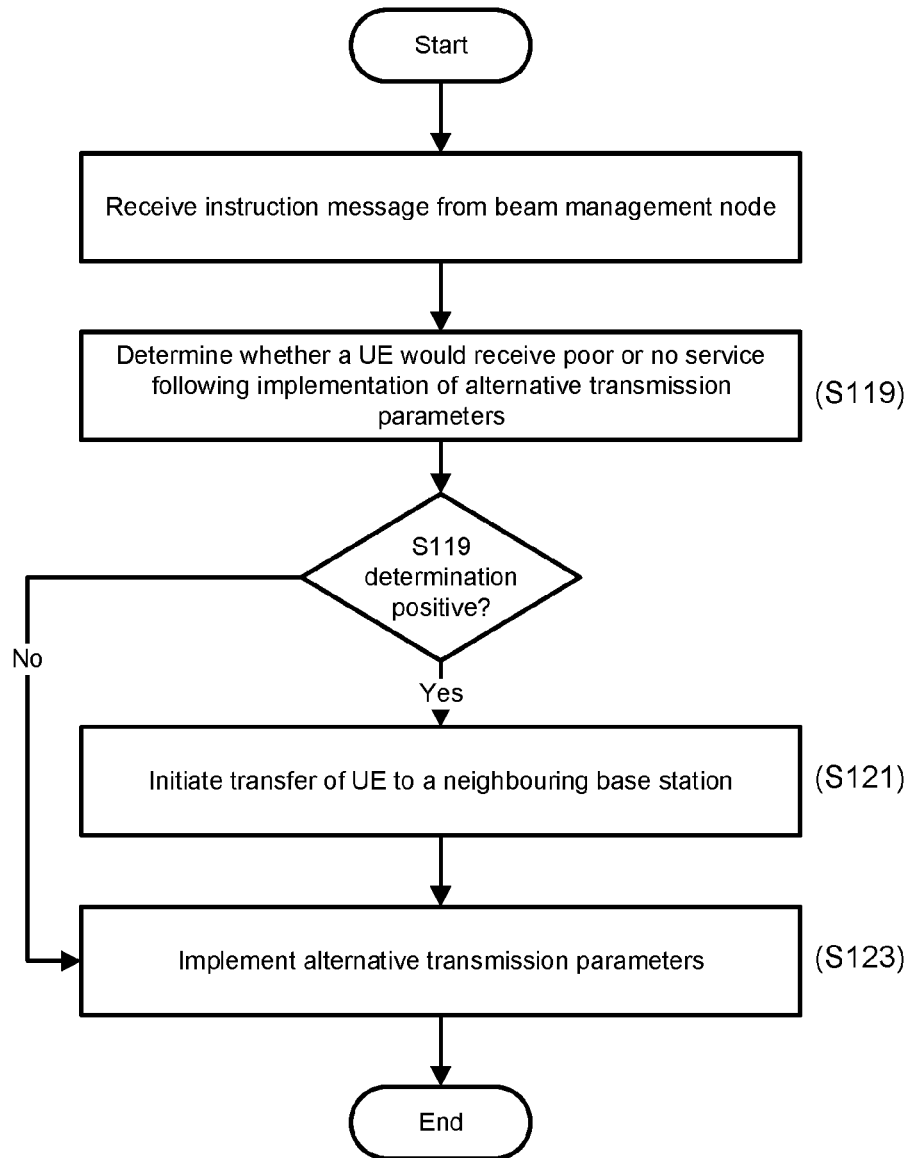 Start
Receive instruction message from beam management node
Determine whether a UE would receive poor or no service
following implementation of alternative transmission
parameters
(S119)
S119
determination
positive?
No
Yes
Initiate transfer of UE to a neighbouring base station
(S121)
Implement alternative transmission parameters
(S123)
End